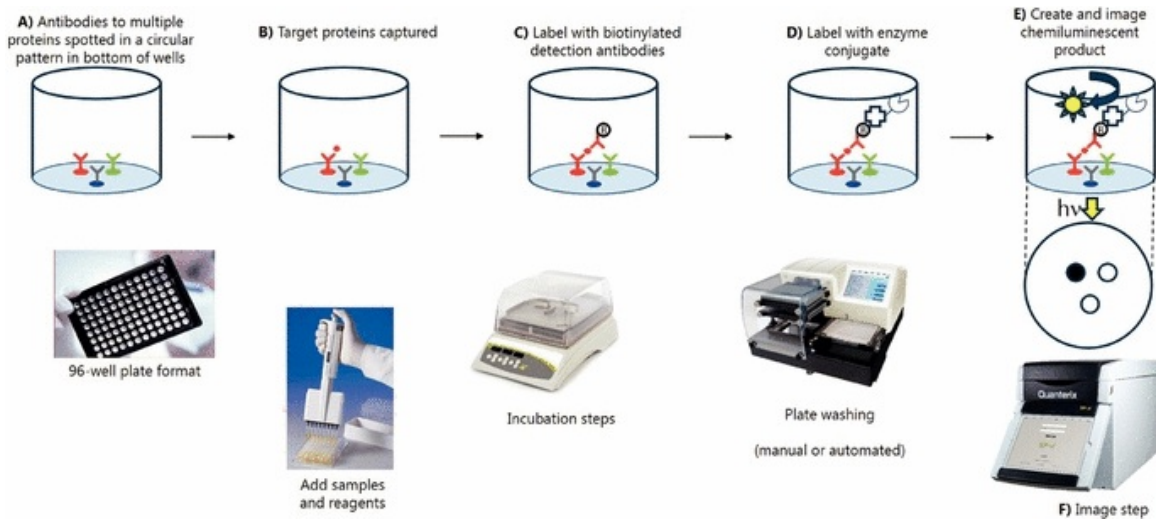 A) Antibodies to multiple
proteins spotted in a circular
pattern in bottom of wells
B) Target proteins captured
C) Label with biotinylated
detection antibodies
D) Label with enzyme
conjugate
E) Create and image
chemiluminescent
product
B
B
B
hν
96-well plate format
Add samples
and reagents
Incubation steps
Plate washing
(manual or automated)
Quanterix
F) Image step